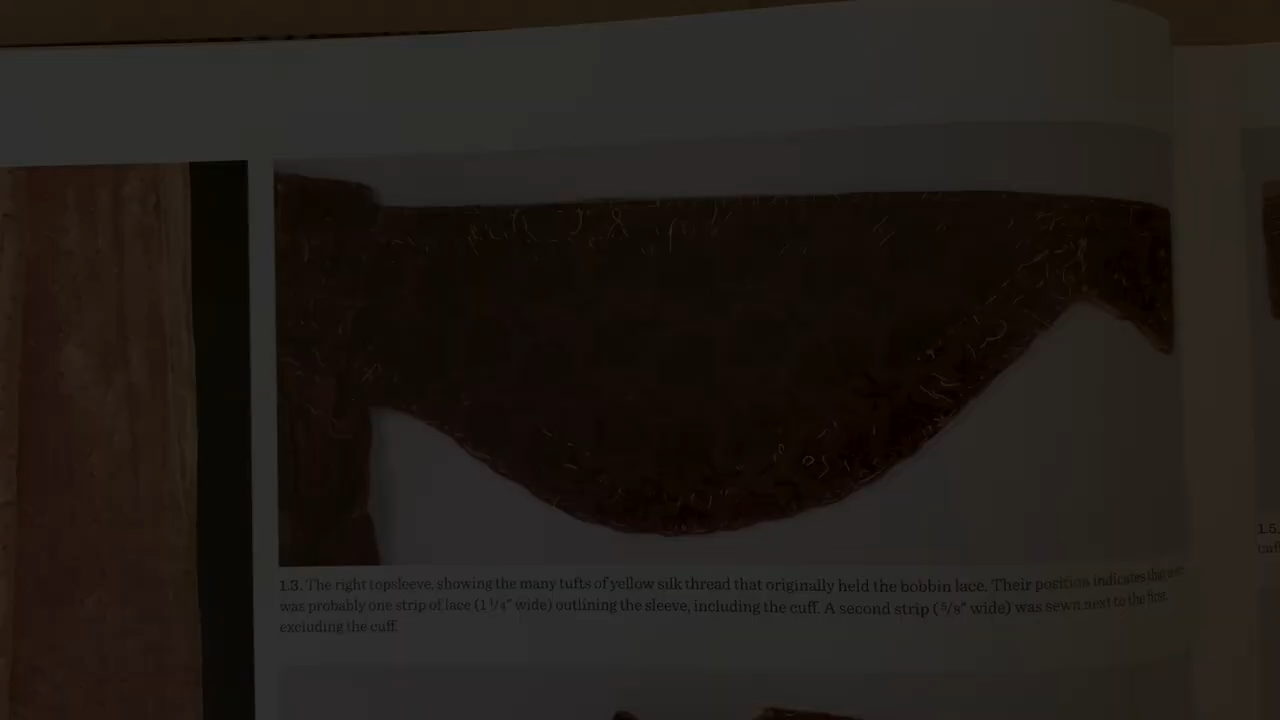 1.3. The right topsleeve, showing the many tufts of yellow silk thread that originally held the bobbin lace. Their position indicates that
was probably one strip of lace (1 1/4" wide) outlining the sleeve, including the cuff. A second strip (5/8" wide) was sewn next to the first,
excluding the cuff.
1.5.